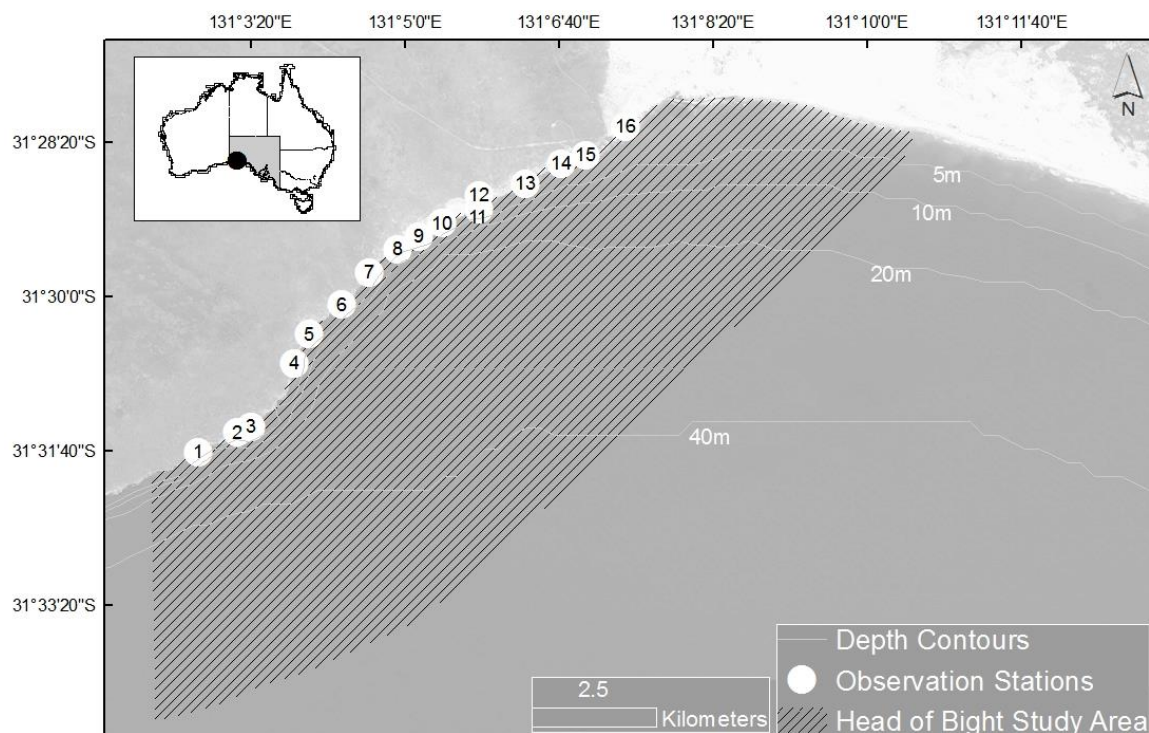 131°3'20"E 131°5'0"E 131°6'40"E 131°8'20"E 131°10'0"E 131°11'40"E
N
31°28'20"S
31°30'0"S
31°31'40"S
31°33'20"S
16
15
14
13
12
11
10
9
8
7
6
5
4
3
2
1
5m
10m
20m
40m
2.5
Kilometers
Depth Contours
Observation Stations
Head of Bight Study Area